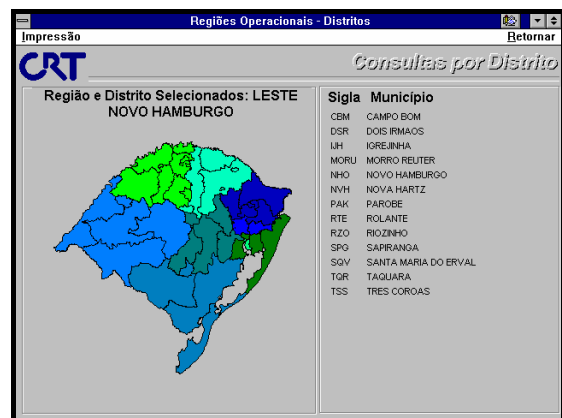 Regiões Operacionais - Distritos
Impressão Retornar
CRT
Consultas por Distrito
Região e Distrito Selecionados: LESTE
NOVO HAMBURGO
Sigla Município
CBM CAMPO BOM
DSR DOIS IRMAOS
IJH IGREJINHA
MORU MORRO REUTER
NHO NOVO HAMBURGO
NVH NOVA HARTZ
PAK PAROBE
RTE ROLANTE
RZO RIOZINHO
SPG SAPIRANGA
SQV SANTA MARIA DO ERVAL
TQR TAQUARA
TSS TRES COROAS